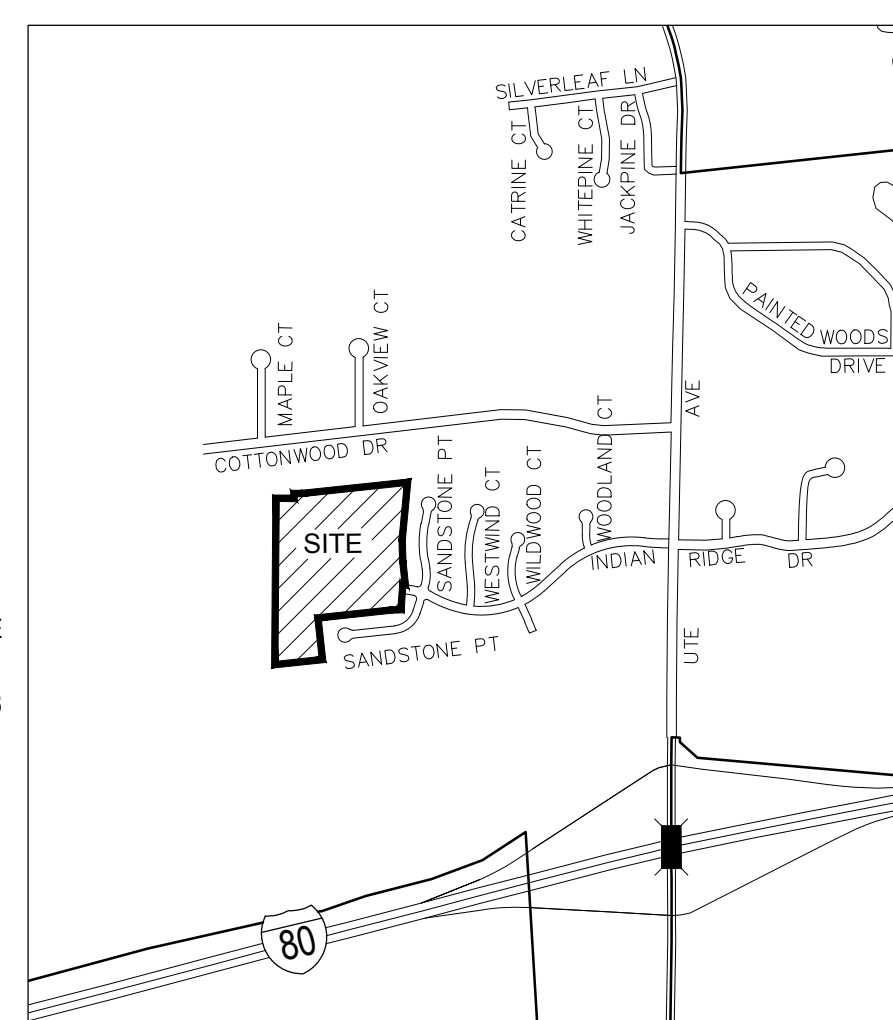 SILVERLEAF LN
CATRINE CT
WHITEPINE CT
JACKPINE DR
PAINTED WOODS
DRIVE
MAPLE CT
OAKVIEW CT
AVE
COTTONWOOD DR
SANDSTONE PT
WESTWIND CT
WILDWOOD CT
WOODLAND CT
SITE
INDIAN RIDGE DR
SANDSTONE PT
UTE
80